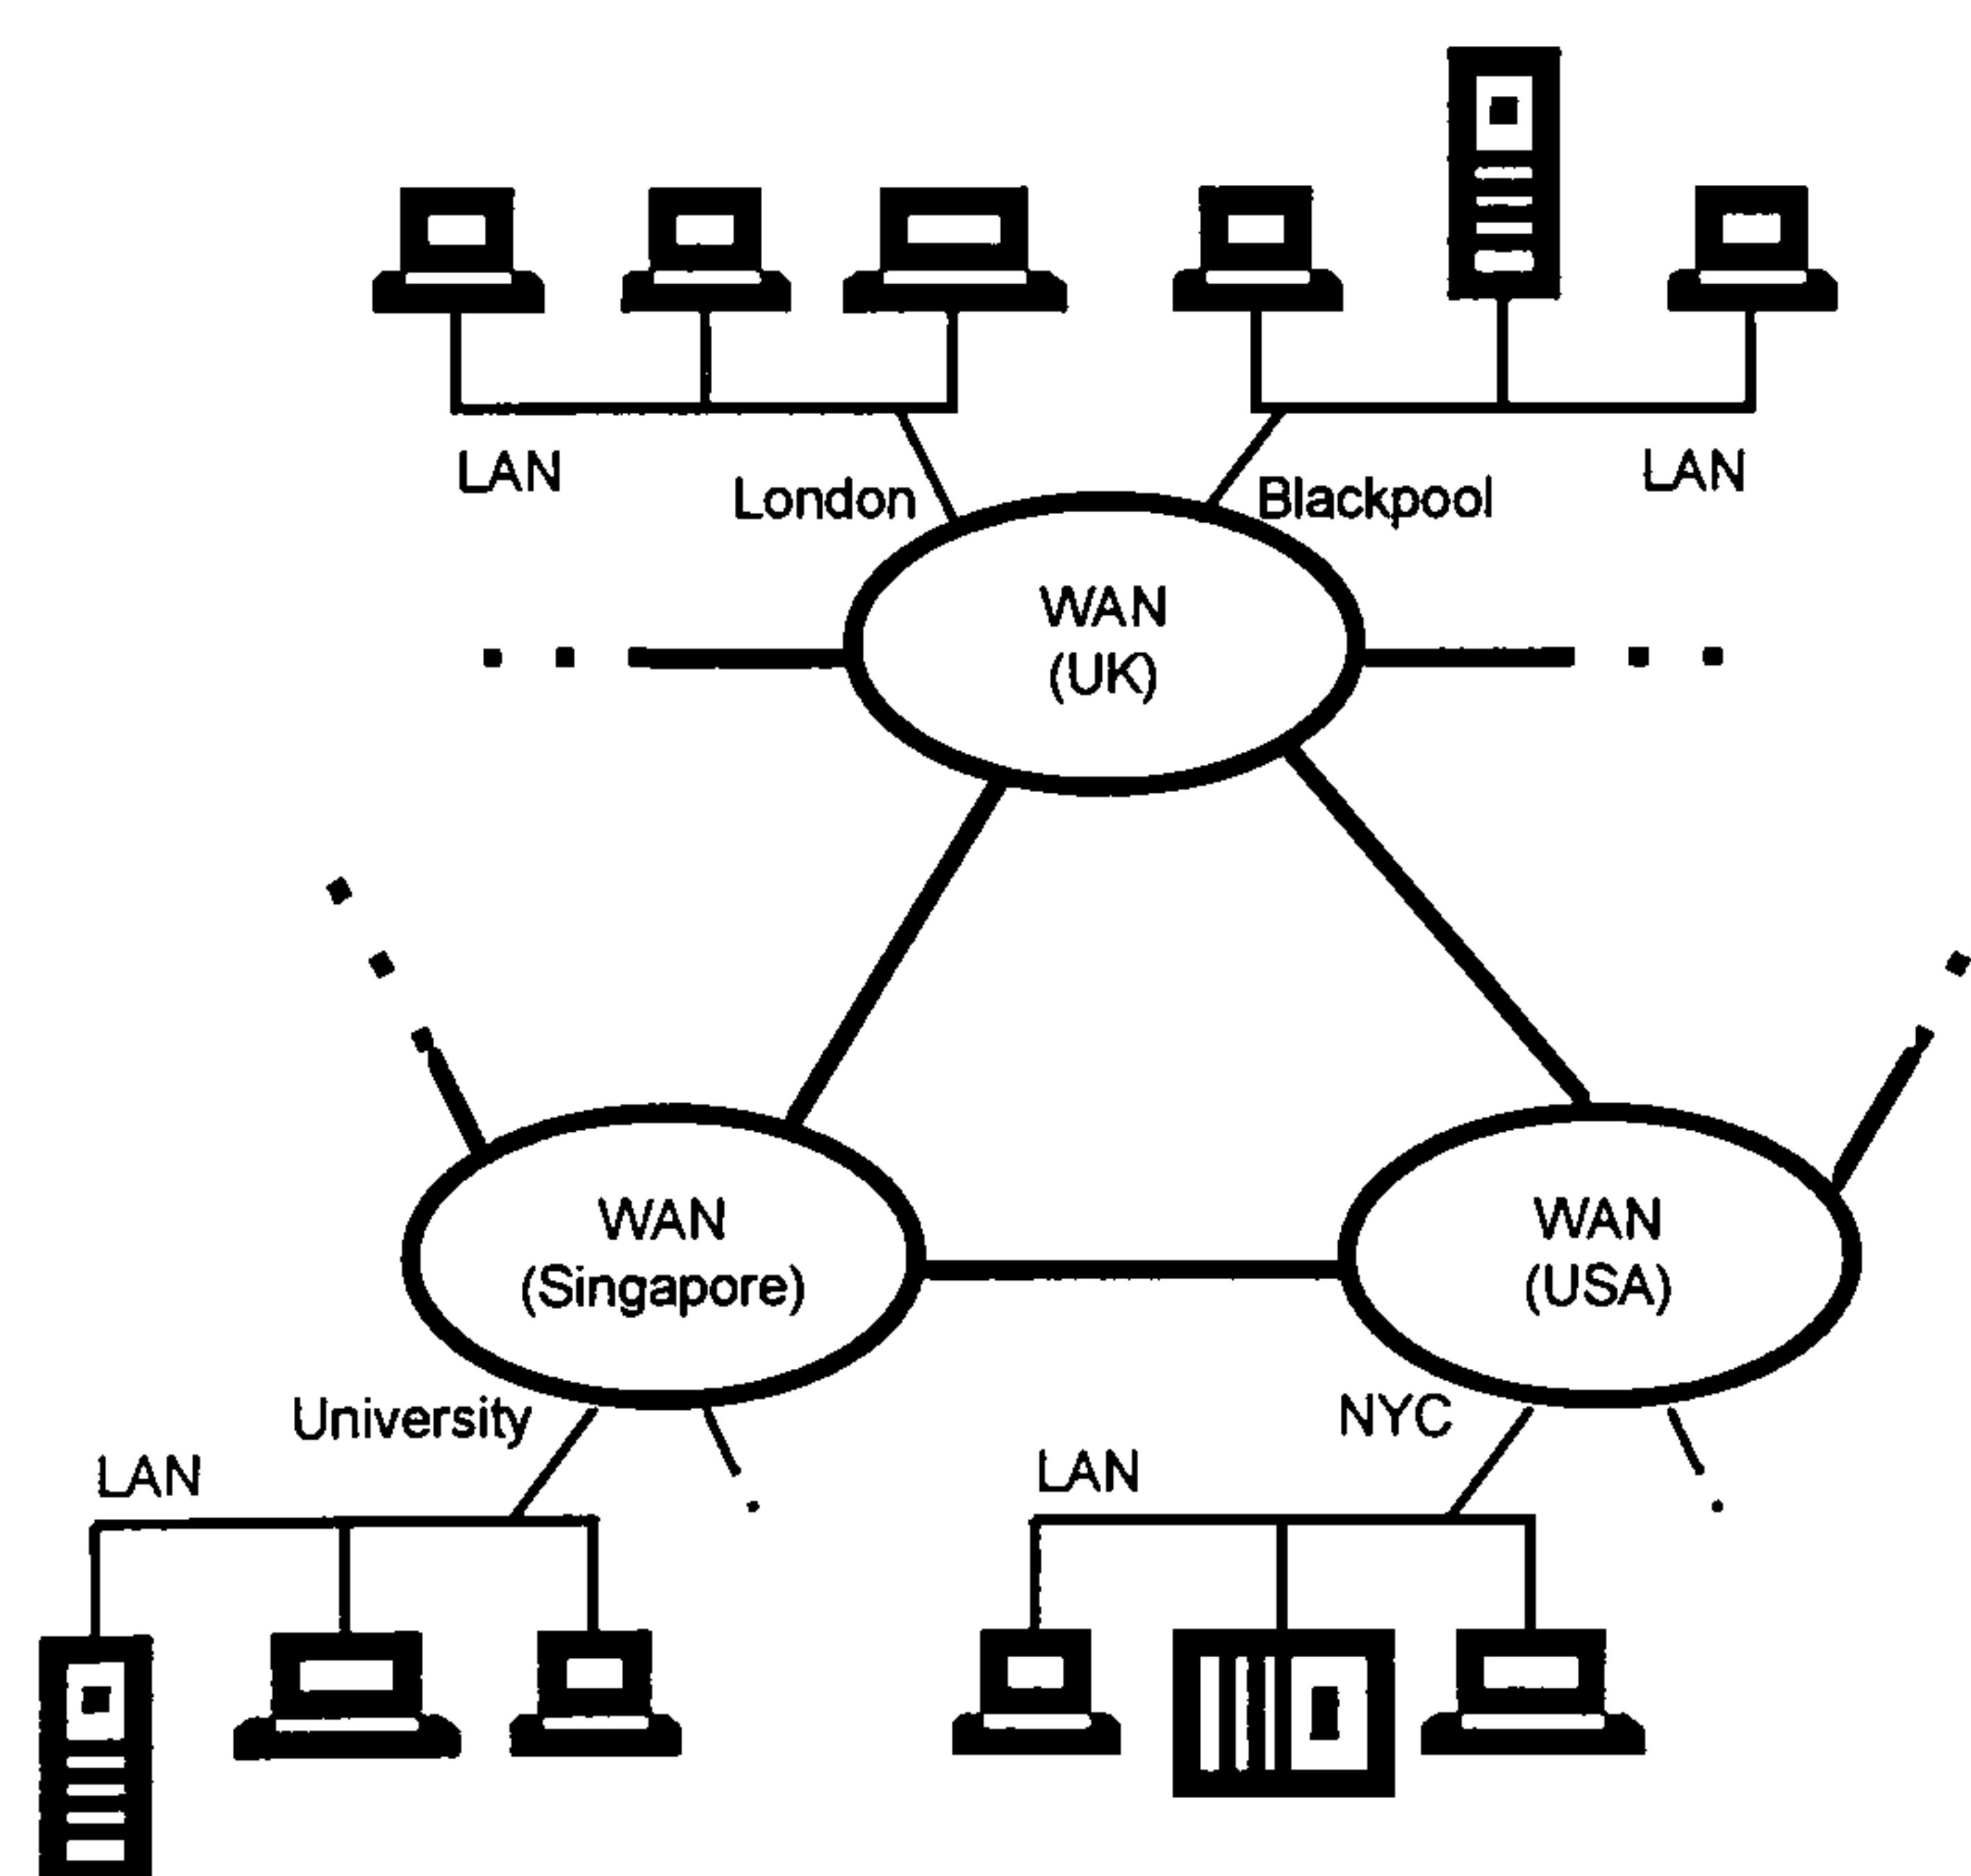 LAN
London
Blackpool
LAN
WAN
(UK)
WAN
(Singapore)
WAN
(USA)
University
LAN
NYC
LAN